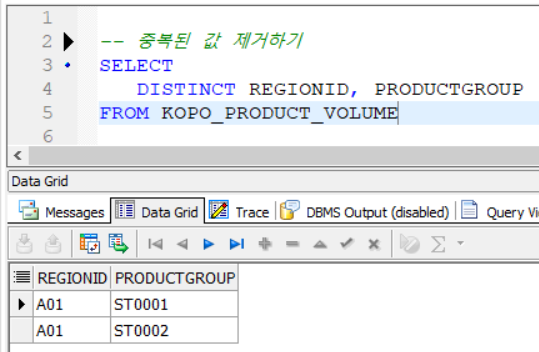 1
2 -- 중복된 값 제거하기
3 SELECT
4 DISTINCT REGIONID, PRODUCTGROUP
5 FROM KOPO_PRODUCT_VOLUME
6
Data Grid
Messages Data Grid Trace DBMS Output (disabled) Query Vi
REGIONID PRODUCTGROUP
A01 ST0001
A01 ST0002